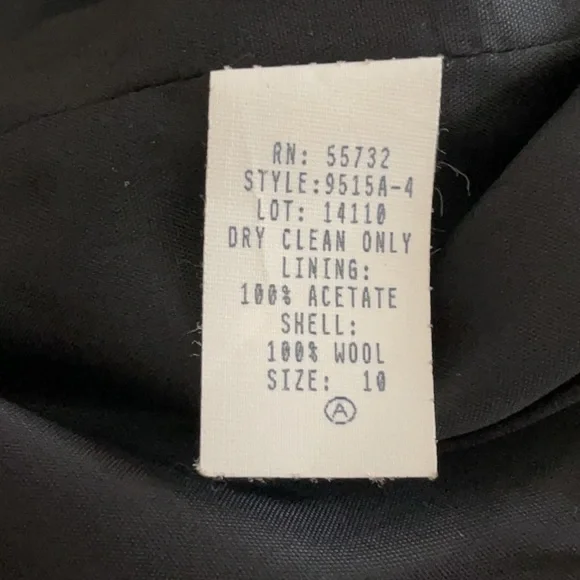 RN: 55732
STYLE:9515A-4
LOT: 14110
DRY CLEAN ONLY
LINING:
100% ACETATE
SHELL:
100% WOOL
SIZE: 10
A